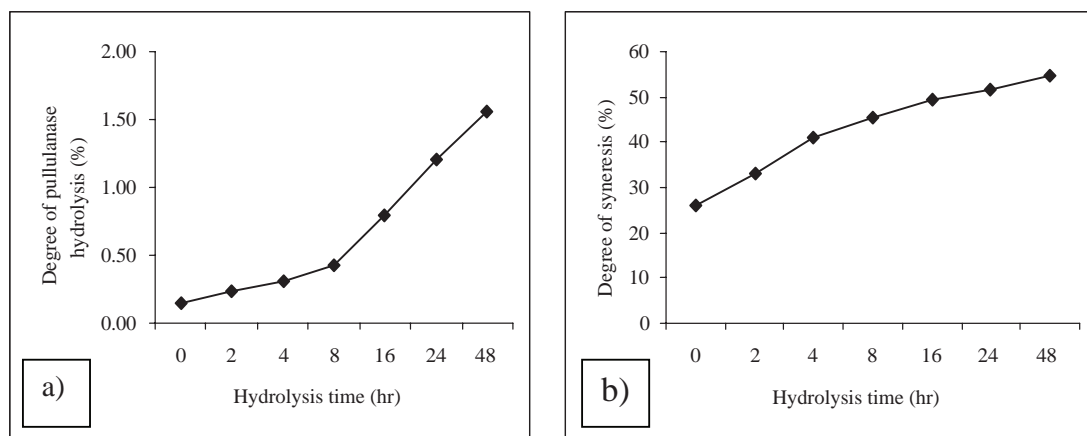 2.00
1.50
1.00
0.50
0.00
Degree of pullulanase
hydrolysis (%)
0 2 4 8 16 24 48
Hydrolysis time (hr)
a)
60
50
40
30
20
10
0
Degree of syneresis (%)
0 2 4 8 16 24 48
Hydrolysis time (hr)
b)